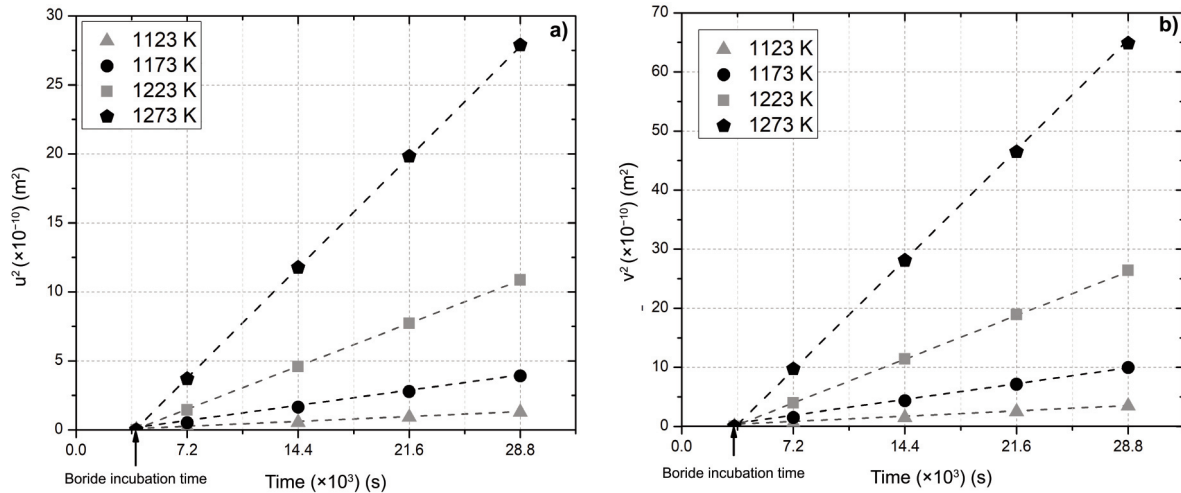 a)
1123 K
1173 K
1223 K
1273 K
30
25
20
15
10
5
0
u² (×10⁻¹⁰) (m²)
0.0
7.2
14.4
21.6
28.8
Boride incubation time
Time (×10³) (s)
b)
1123 K
1173 K
1223 K
1273 K
70
60
50
40
30
20
10
0
v² (×10⁻¹⁰) (m²)
0.0
7.2
14.4
21.6
28.8
Boride incubation time
Time (×10³) (s)